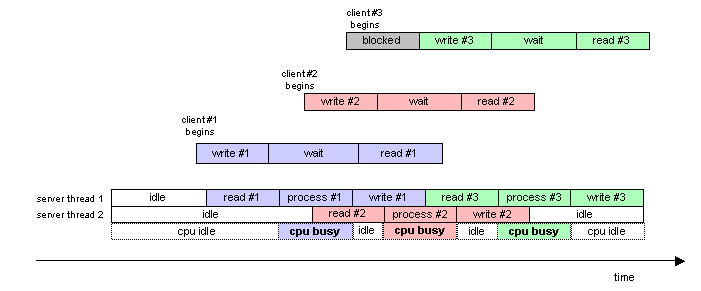 client#3
begins
blocked write #3 wait read #3
client#2
begins
write #2 wait read #2
client#1
begins
write #1 wait read #1
server thread 1 idle read #1 process #1 write #1 read #3 process #3 write #3
server thread 2 idle read #2 process #2 write #2 idle
cpu idle cpu busy idle cpu busy idle cpu busy cpu idle
time